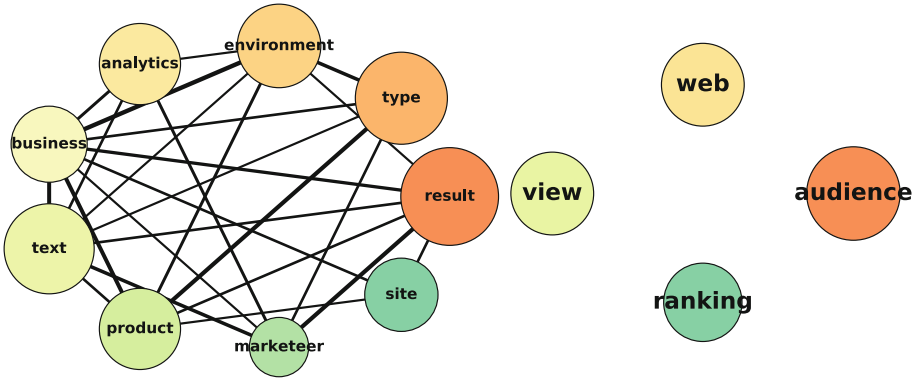 environment
analytics
web
type
business
view
audience
result
text
site
ranking
product
marketeer